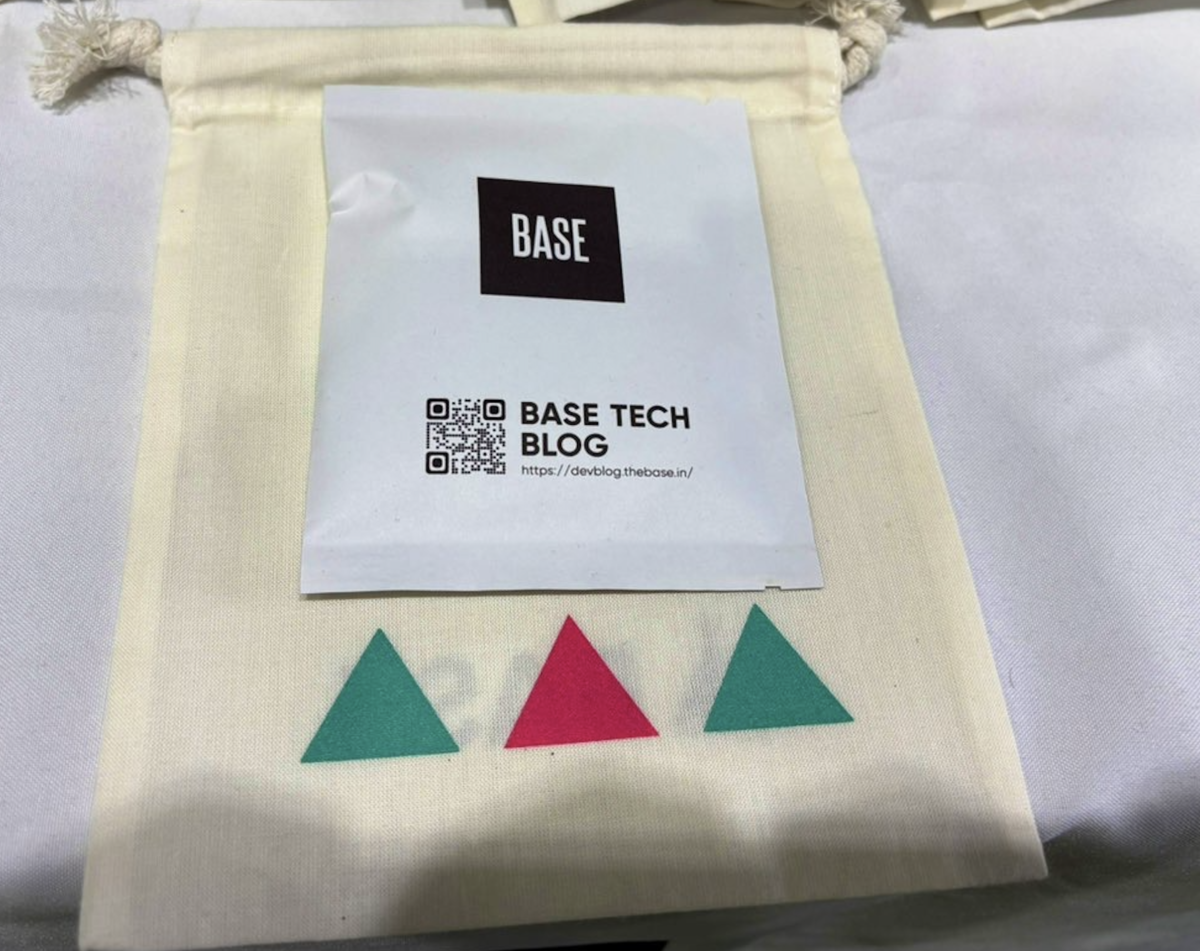 BASE
BASE TECH
BLOG
https://devblog.thebase.in/